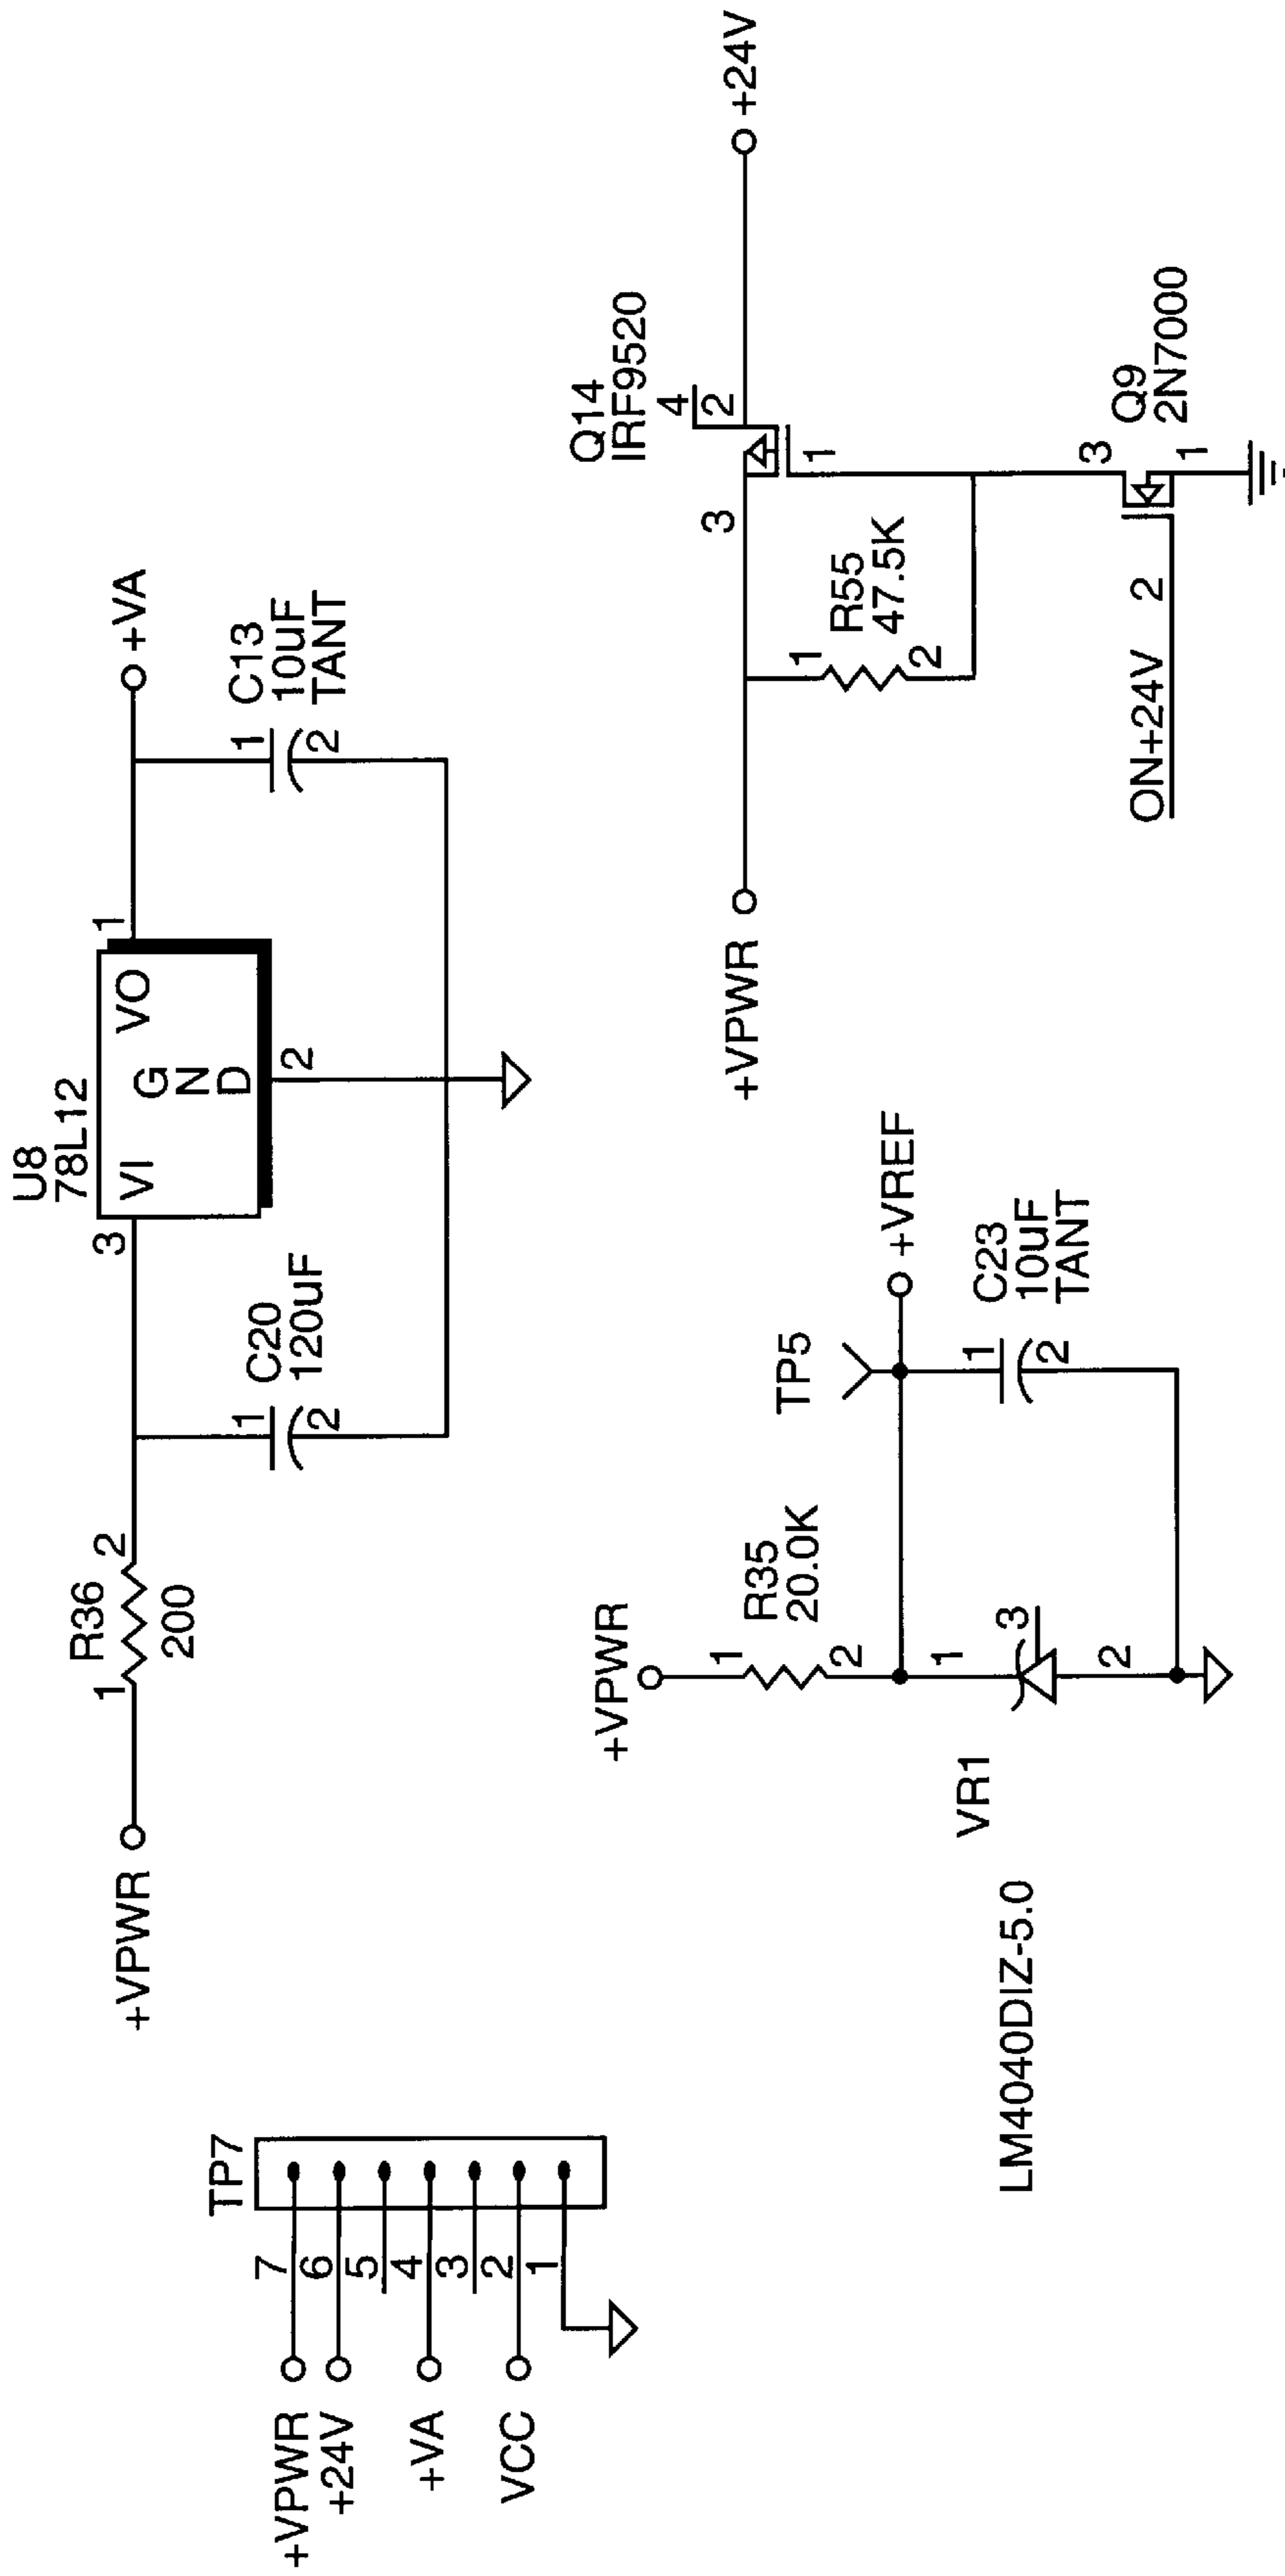 TP7
+VPWR
7
+24V
6
5
+VA
4
3
VCC
2
1
+VPWR
1
R36
2
200
U8
78L12
3
VI
VO
1
G
N
D
2
C20
120uF
1
2
+VA
C13
10uF
TANT
1
2
+VPWR
1
R35
20.0K
2
TP5
+VREF
VR1
LM4040DIZ-5.0
1
3
2
C23
10uF
TANT
1
2
+VPWR
3
Q14
IRF9520
4
2
+24V
1
R55
47.5K
1
2
ON+24V
2
3
Q9
2N7000
1